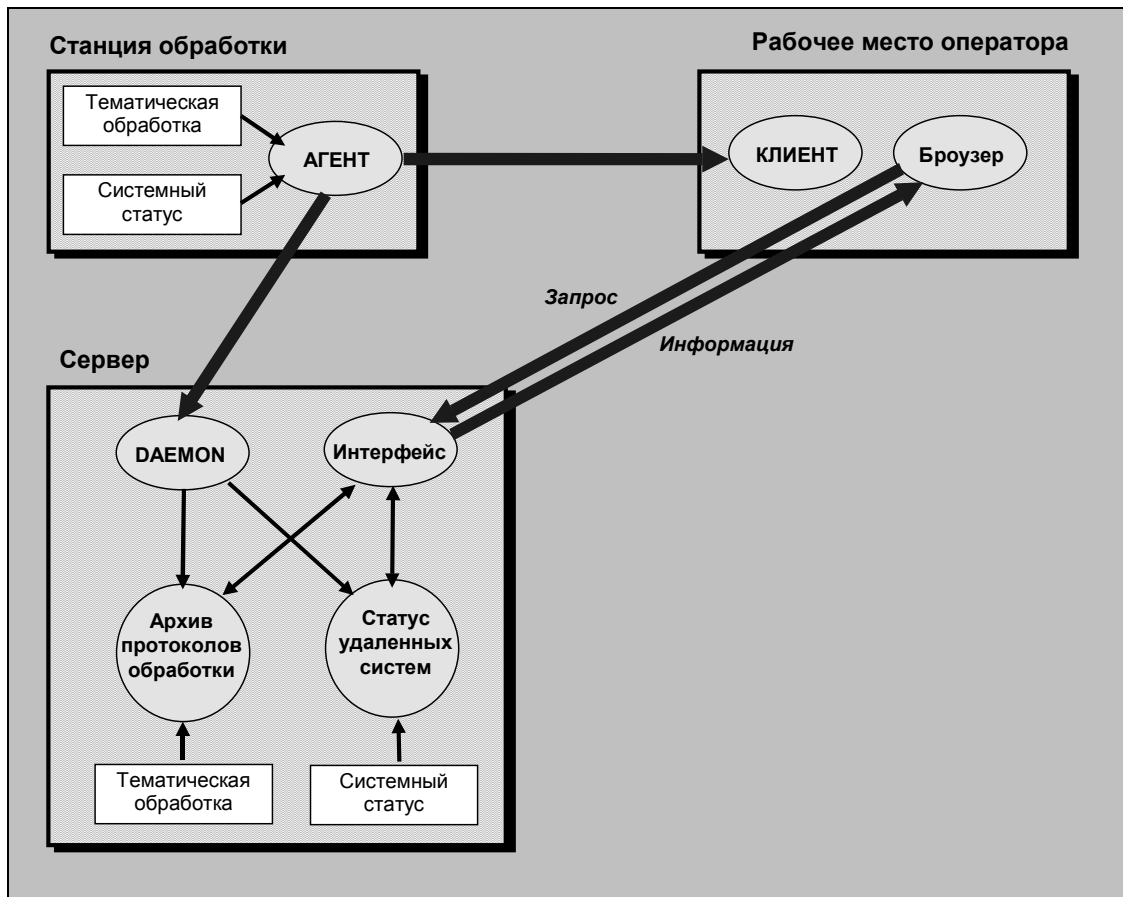 Станция обработки
Рабочее место оператора
Тематическая
обработка
Системный
статус
АГЕНТ
КЛИЕНТ
Броузер
Запрос
Информация
Сервер
DAEMON
Интерфейс
Архив
протоколов
обработки
Статус
удаленных
систем
Тематическая
обработка
Системный
статус